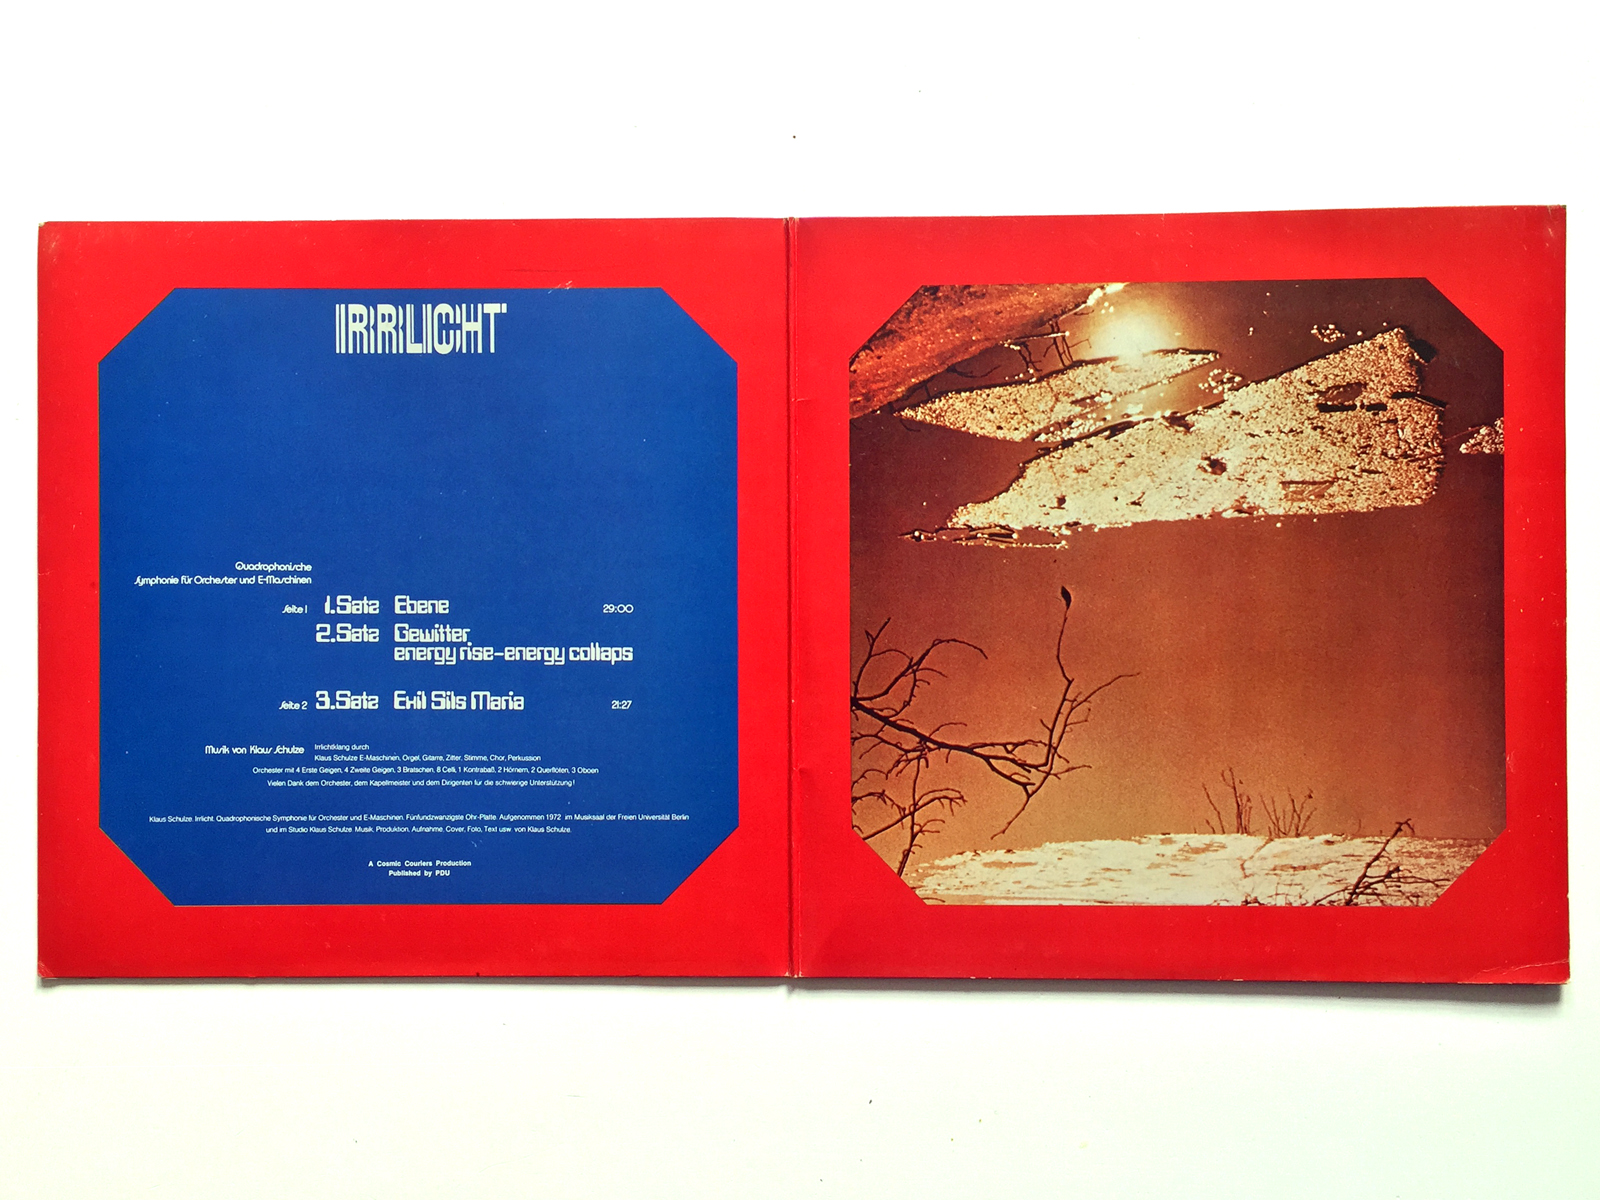 IRRLICHT
Quadrophonische
Symphonie für Orchester und E-Maschinen
Seite 1 1.Satz Ebene 29:00
2.Satz Gewitter
energy rise-energy collaps
Seite 2 3.Satz Exil Sils Maria 21:27
Musik von Klaus Schulze Irrlichtklang durch
Klaus Schulze E-Maschinen, Orgel, Gitarre, Zitter, Stimme, Chor, Perkussion
Orchester mit 4 Erste Geigen, 4 Zweite Geigen, 3 Bratschen, 8 Celli, 1 Kontrabaß, 2 Hörnern, 2 Querflöten, 3 Oboen
Vielen Dank dem Orchester, dem Kapellmeister und dem Dirigenten für die schwierige Unterstützung!
Klaus Schulze. Irrlicht. Quadrophonische Symphonie für Orchester und E-Maschinen. Fünfundzwanzigste Ohr-Platte. Aufgenommen 1972 im Musiksaal der Freien Universität Berlin
und im Studio Klaus Schulze. Musik, Produktion, Aufnahme, Cover, Foto, Text usw. von Klaus Schulze.
A Cosmic Couriers Production
Published by PDU